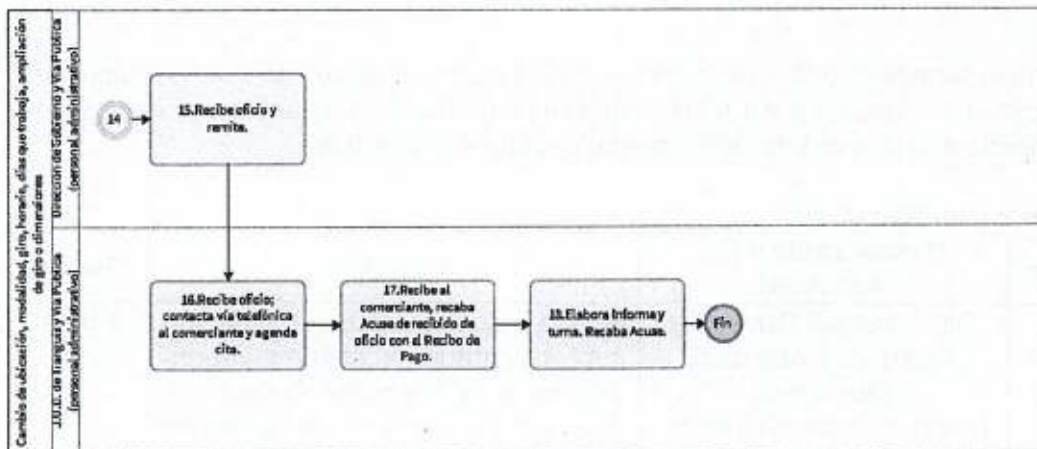 Cambio de ubicación, modalidad, giro, horario, días que trabaja, ampliación
de giro o dimensiones
Dirección de Gobierno y Vía Pública
(personal administrativo)
14
15.Recibe oficio y
remite.
J.U.D. de Tianguis y Vía Pública
(personal administrativo)
16.Recibe oficio;
contacta vía telefónica
al comerciante y agenda
cita.
17.Recibe al
comerciante, recaba
Acuse de recibido de
oficio con el Recibo de
Pago.
18.Elabora Informe y
turna. Recaba Acuse.
Fin